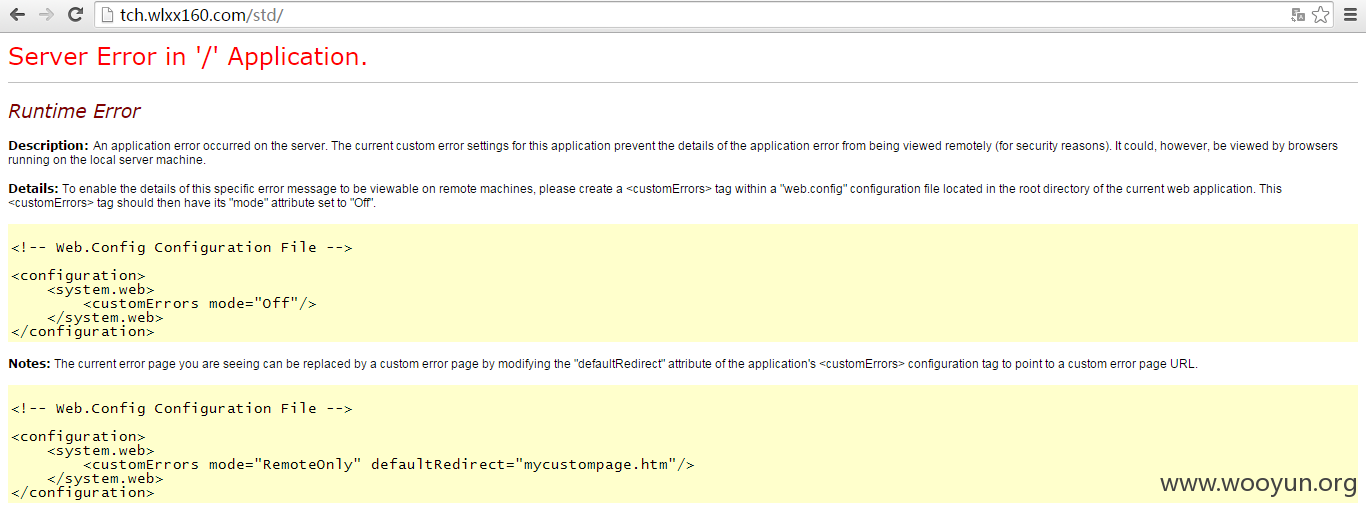 tch.wlxx160.com/std/
Server Error in '/' Application.
Runtime Error
Description: An application error occurred on the server. The current custom error settings for this application prevent the details of the application error from being viewed remotely (for security reasons). It could, however, be viewed by browsers
running on the local server machine.
Details: To enable the details of this specific error message to be viewable on remote machines, please create a <customErrors> tag within a "web.config" configuration file located in the root directory of the current web application. This
<customErrors> tag should then have its "mode" attribute set to "Off".
<!-- Web.Config Configuration File -->
<configuration>
    <system.web>
        <customErrors mode="Off"/>
    </system.web>
</configuration>
Notes: The current error page you are seeing can be replaced by a custom error page by modifying the "defaultRedirect" attribute of the application's <customErrors> configuration tag to point to a custom error page URL.
<!-- Web.Config Configuration File -->
<configuration>
    <system.web>
        <customErrors mode="RemoteOnly" defaultRedirect="mycustompage.htm"/>
    </system.web>
</configuration>
www.wooyun.org